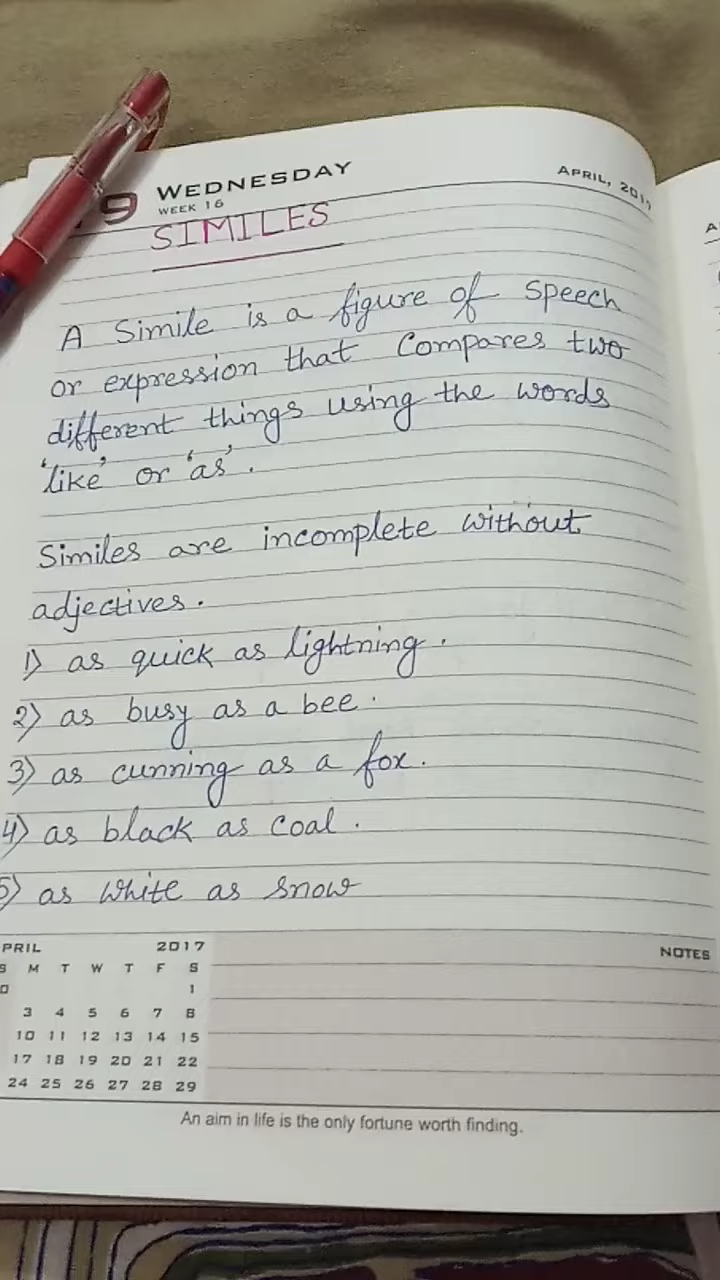 9 WEDNESDAY APRIL, 2017
WEEK 16
SIMILES
A Simile is a figure of speech
or expression that Compares two
different things using the words
'like' or 'as'.
Similes are incomplete without
adjectives.
1) as quick as lightning.
2) as busy as a bee.
3) as cunning as a fox.
4) as black as coal.
5) as white as snow
PRIL 2017
S M T W T F S
1
3 4 5 6 7 8
10 11 12 13 14 15
17 18 19 20 21 22
24 25 26 27 28 29
NOTES
An aim in life is the only fortune worth finding.